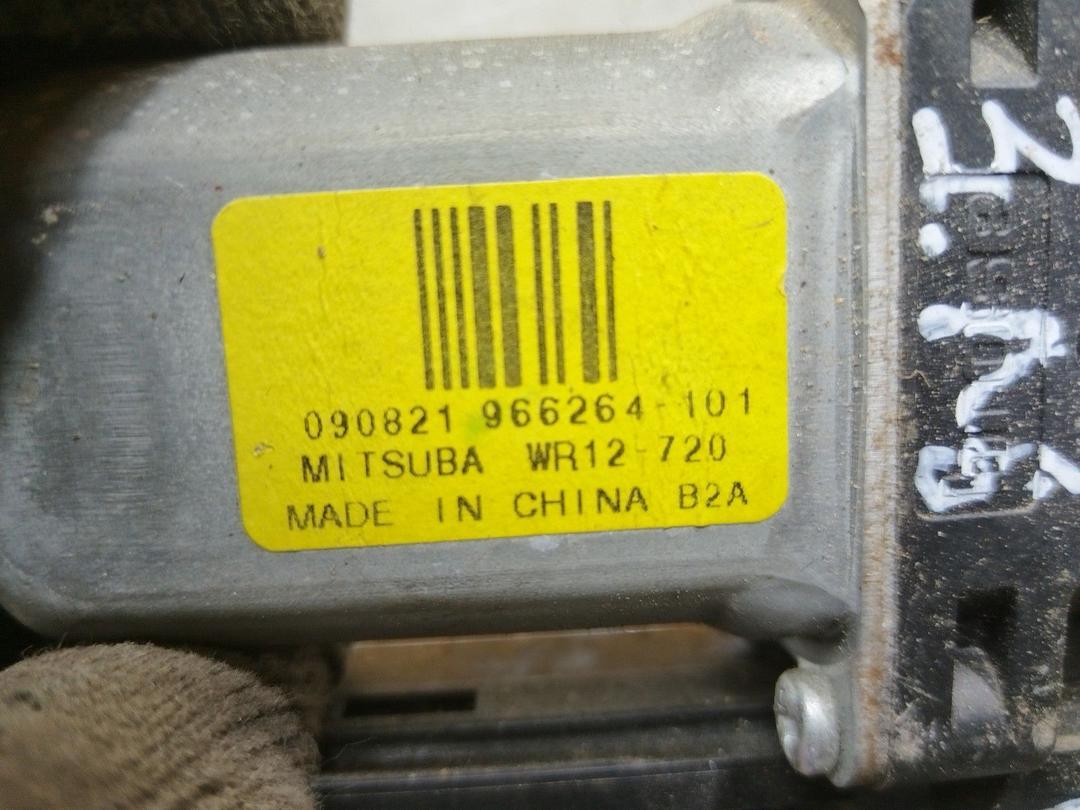 090821 966264-101
MITSUBA WR12-720
MADE IN CHINA B2A